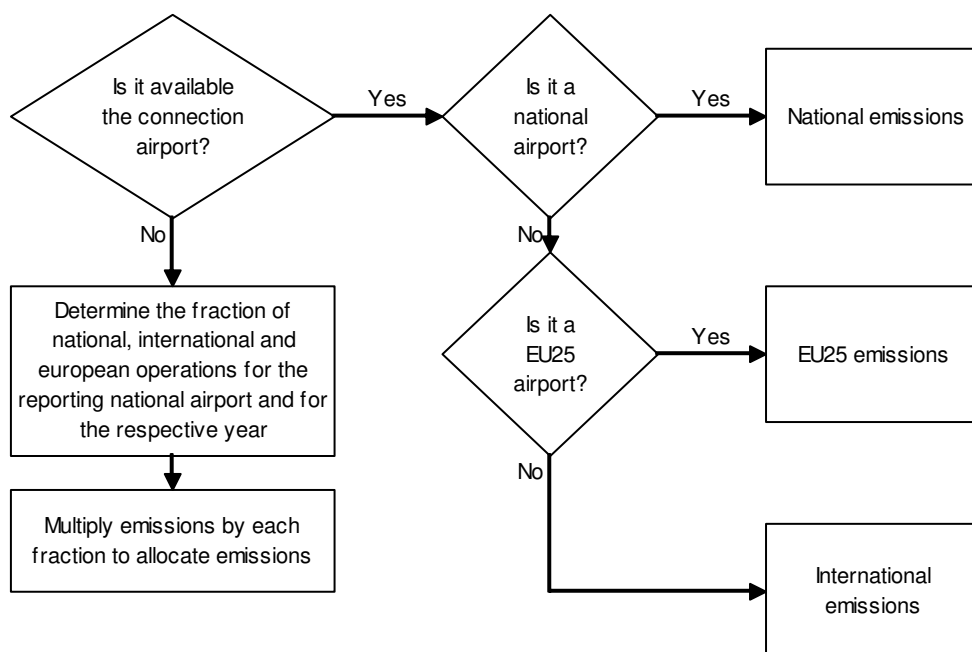 Is it available
the connection
airport?
Yes
Is it a
national
airport?
Yes
National emissions
No
No
Determine the fraction of
national, international and
european operations for the
reporting national airport and for
the respective year
Is it a
EU25
airport?
Yes
EU25 emissions
No
Multiply emissions by each
fraction to allocate emissions
International
emissions